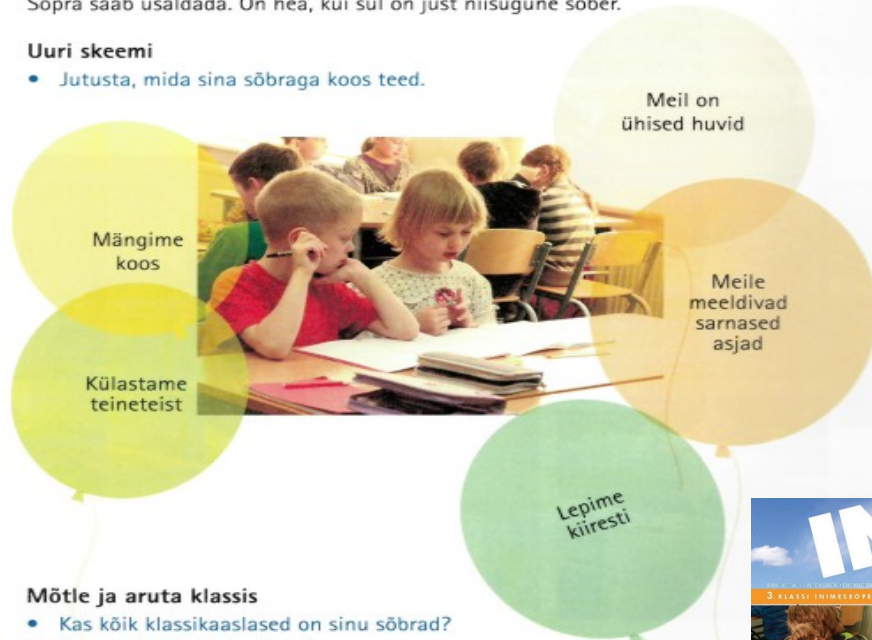 Sõpra saab usaldada. On hea, kui sul on just niisugune sõber.
Uuri skeemi
• Jutusta, mida sina sõbraga koos teed.
Meil on
ühised huvid
Mängime
koos
Meile
meeldivad
sarnased
asjad
Külastame
teineteist
Lepime
kiiresti
Mõtle ja aruta klassis
• Kas kõik klassikaaslased on sinu sõbrad?
3. KLASSI